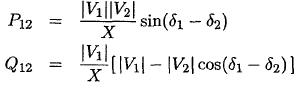 P₁₂ = |V₁||V₂| / X sin(δ₁ − δ₂)
Q₁₂ = |V₁| / X [ |V₁| − |V₂| cos(δ₁ − δ₂) ]